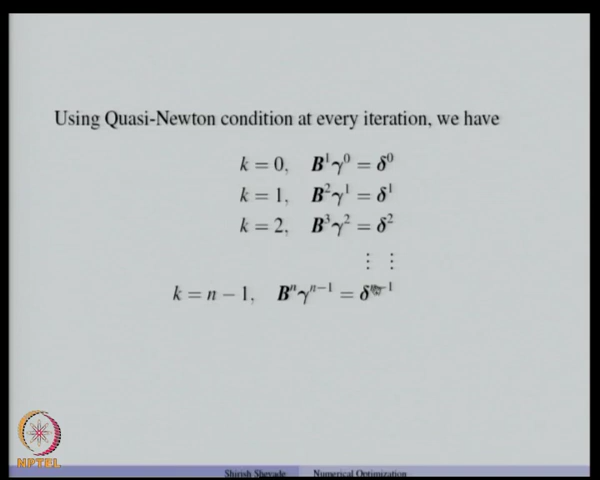 Using Quasi-Newton condition at every iteration, we have
k = 0, B¹γ⁰ = δ⁰
k = 1, B²γ¹ = δ¹
k = 2, B³γ² = δ²
⋮ ⋮
k = n − 1, Bⁿγⁿ⁻¹ = δⁿ⁻¹
NPTEL
Shirish Shevade Numerical Optimization